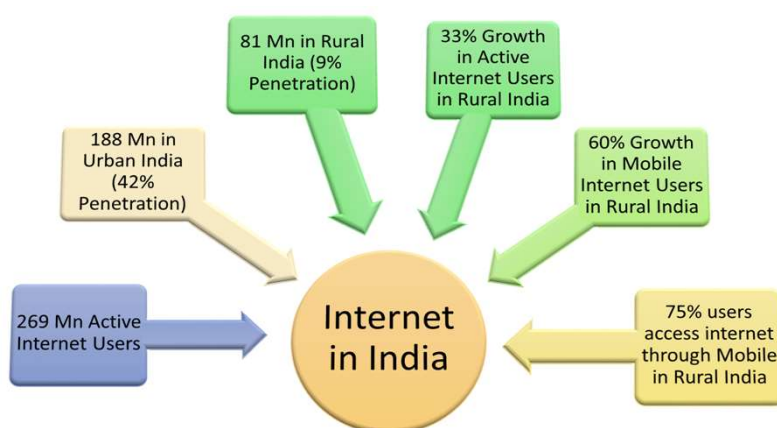 81 Mn in Rural
India (9%
Penetration)
33% Growth
in Active
Internet Users
in Rural India
188 Mn in
Urban India
(42%
Penetration)
60% Growth
in Mobile
Internet Users
in Rural India
269 Mn Active
Internet Users
Internet
in India
75% users
access internet
through Mobile
in Rural India